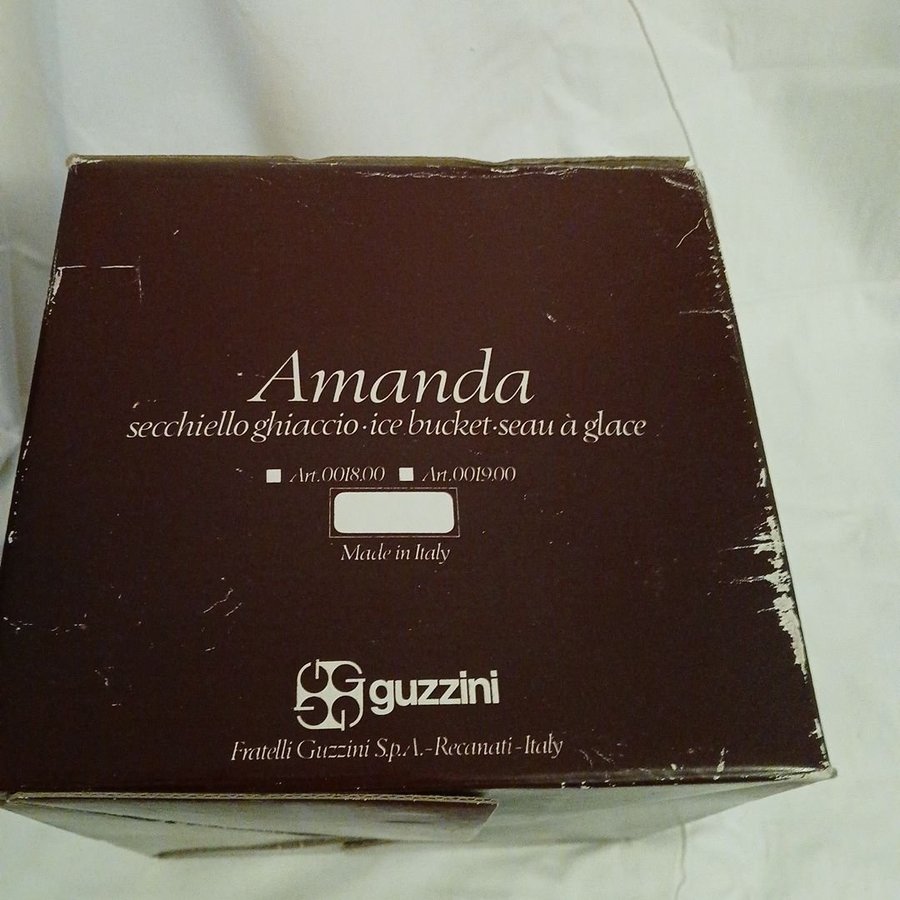 Amanda
secchiello ghiaccio·ice bucket·seau à glace
Art.0018.00 Art.0019.00
Made in Italy
guzzini
Fratelli Guzzini S.p.A.-Recanati-Italy